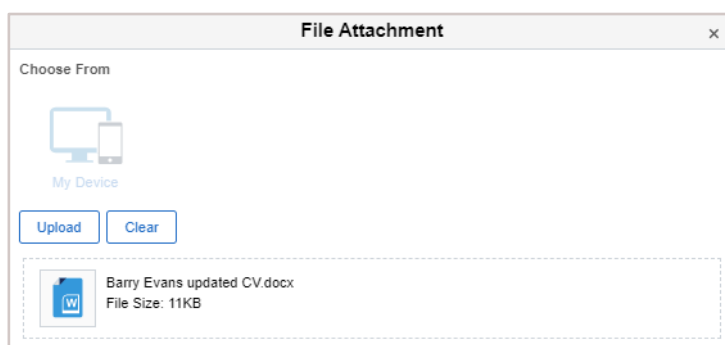 File Attachment
×
Choose From
My Device
Upload Clear
W
Barry Evans updated CV.docx
File Size: 11KB